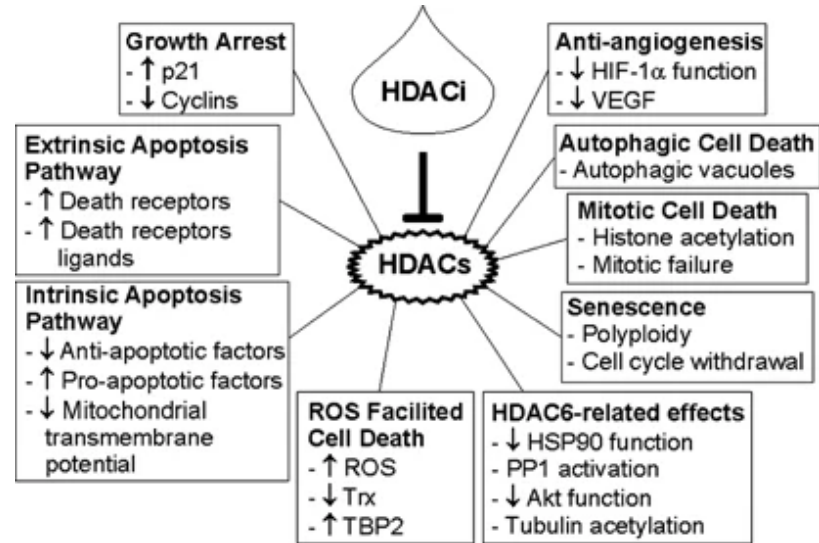 Growth Arrest
- ↑ p21
- ↓ Cyclins
HDACi
Anti-angiogenesis
- ↓ HIF-1α function
- ↓ VEGF
Extrinsic Apoptosis
Pathway
- ↑ Death receptors
- ↑ Death receptors
ligands
Autophagic Cell Death
- Autophagic vacuoles
Mitotic Cell Death
- Histone acetylation
- Mitotic failure
HDACs
Intrinsic Apoptosis
Pathway
- ↓ Anti-apoptotic factors
- ↑ Pro-apoptotic factors
- ↓ Mitochondrial
transmembrane
potential
Senescence
- Polyploidy
- Cell cycle withdrawal
ROS Facilited
Cell Death
- ↑ ROS
- ↓ Trx
- ↑ TBP2
HDAC6-related effects
- ↓ HSP90 function
- PP1 activation
- ↓ Akt function
- Tubulin acetylation